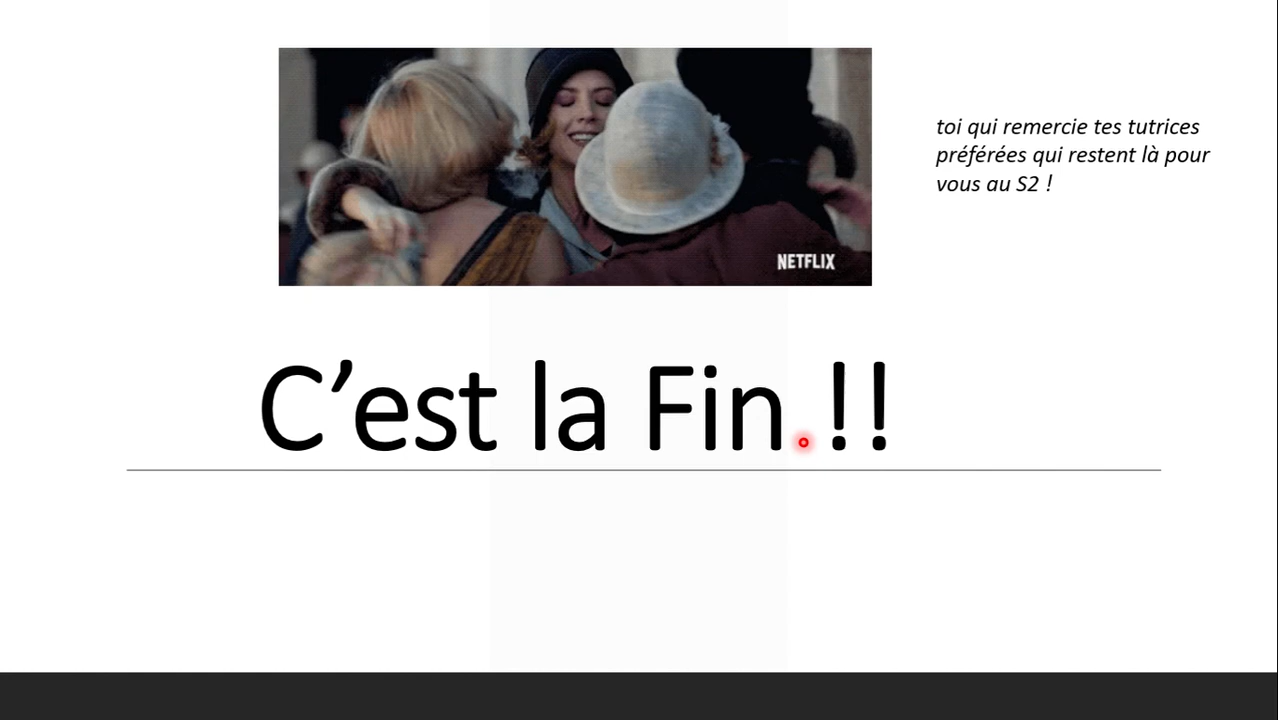 NETFLIX
toi qui remercie tes tutrices
préférées qui restent là pour
vous au S2 !
C’est la Fin !!